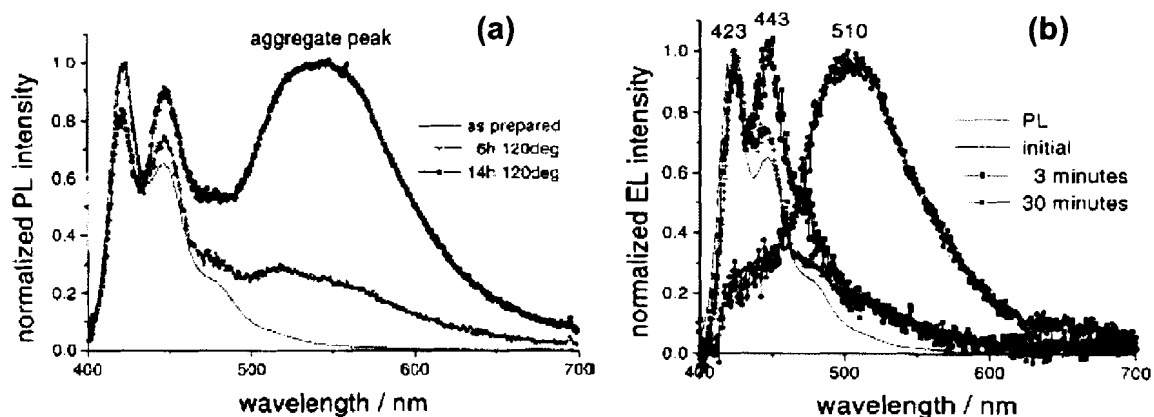 (a)
aggregate peak
as prepared
6h 120deg
14h 120deg
normalized PL intensity
1.0
0.8
0.6
0.4
0.2
0.0
400
500
600
700
wavelength / nm
(b)
423
443
510
PL
initial
3 minutes
30 minutes
normalized EL intensity
1.0
0.8
0.6
0.4
0.2
0.0
400
500
600
700
wavelength / nm